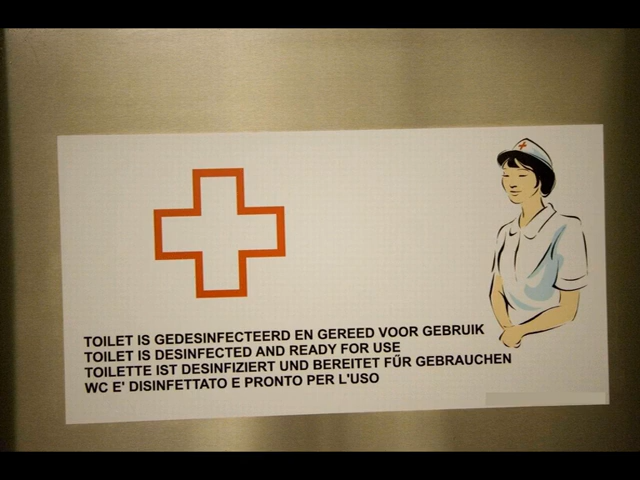 TOILET IS GEDESINFECTEERD EN GEREED VOOR GEBRUIK
TOILET IS DESINFECTED AND READY FOR USE
TOILETTE IST DESINFIZIERT UND BEREITET FŰR GEBRAUCHEN
WC E' DISINFETTATO E PRONTO PER L'USO